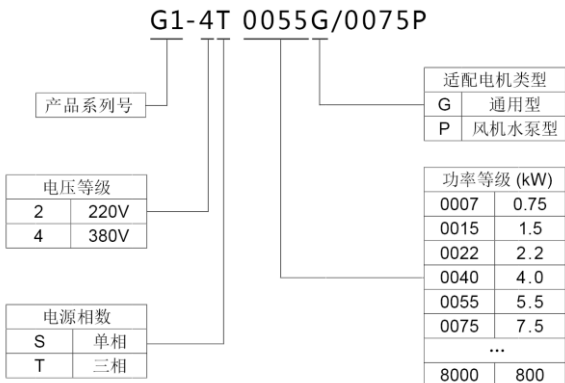 G1-4T 0055G/0075P
产品系列号
电压等级
2 220V
4 380V
电源相数
S 单相
T 三相
适配电机类型
G 通用型
P 风机水泵型
功率等级 (kW)
0007 0.75
0015 1.5
0022 2.2
0040 4.0
0055 5.5
0075 7.5
...
8000 800